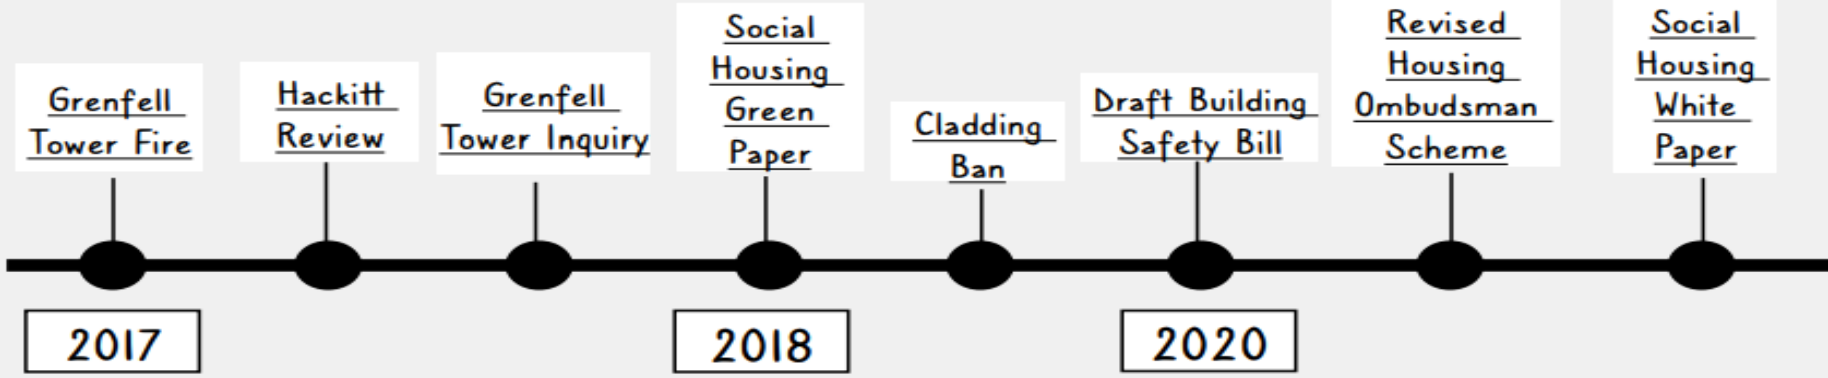 Grenfell
Tower Fire
Hackitt
Review
Grenfell
Tower Inquiry
Social
Housing
Green
Paper
Cladding
Ban
Draft Building
Safety Bill
Revised
Housing
Ombudsman
Scheme
Social
Housing
White
Paper
2017
2018
2020